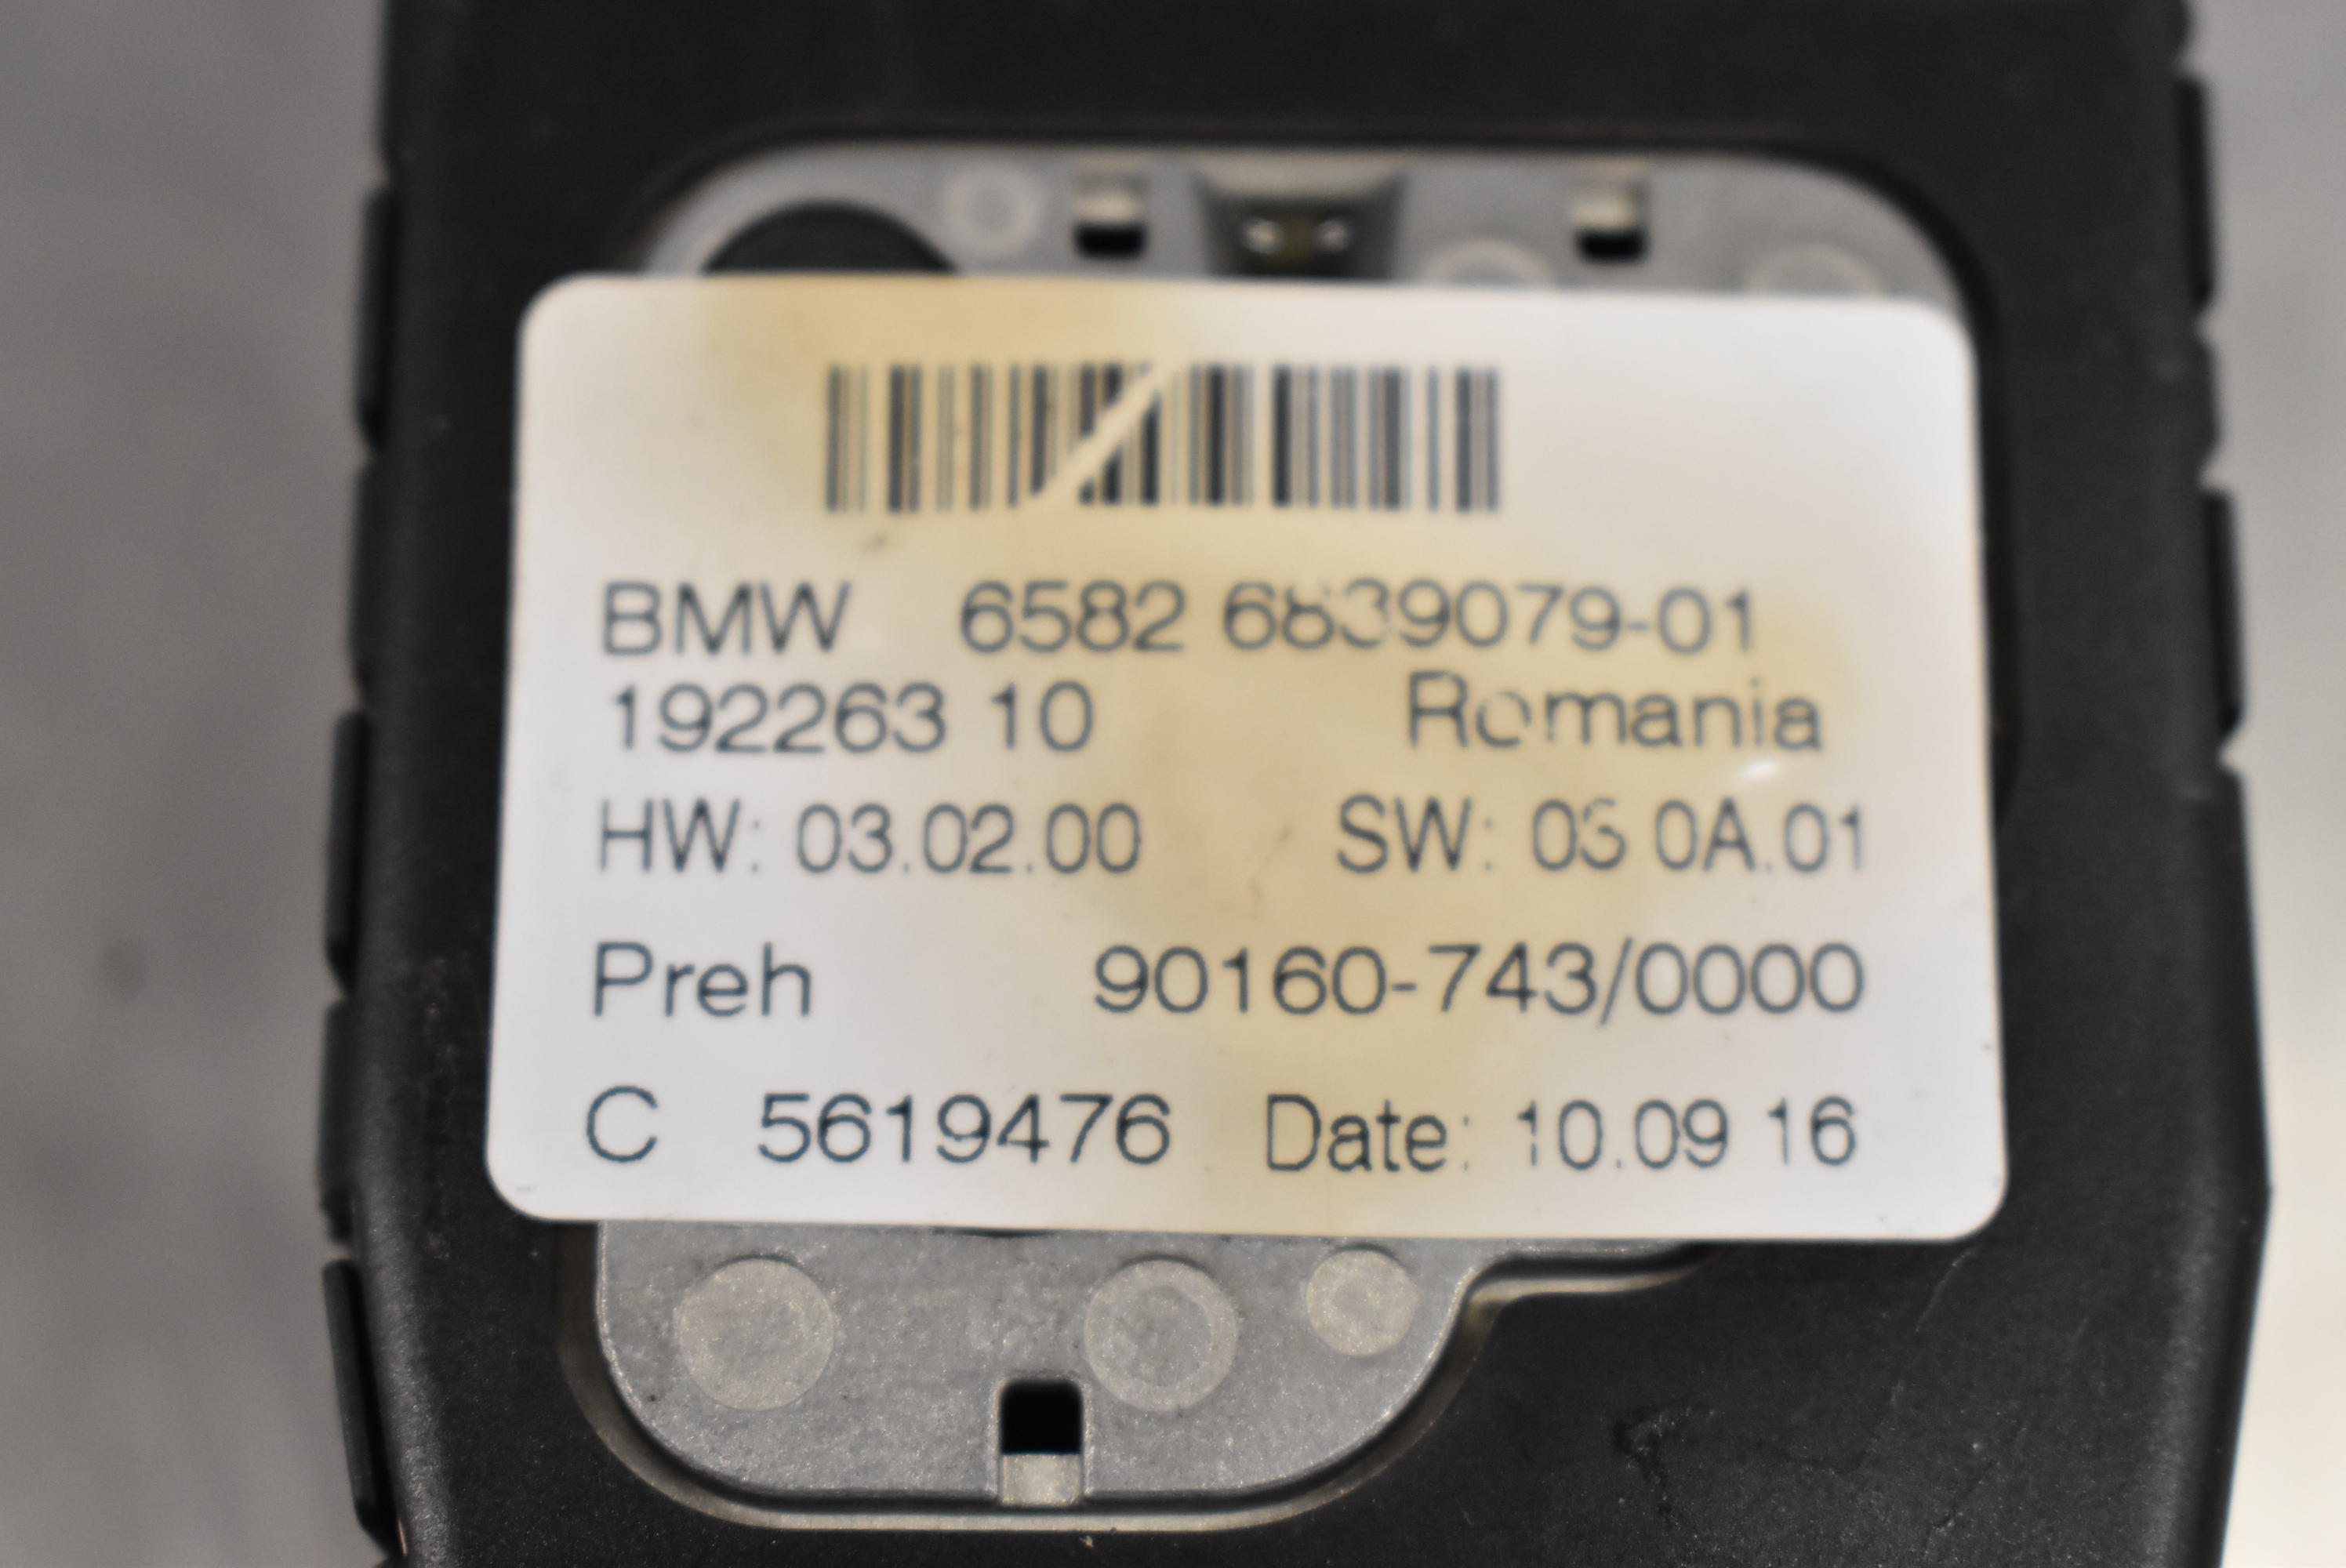 BMW 6582 6839079-01
192263 10 Romania
HW: 03.02.00 SW: 03 0A.01
Preh 90160-743/0000
C 5619476 Date: 10.09 16